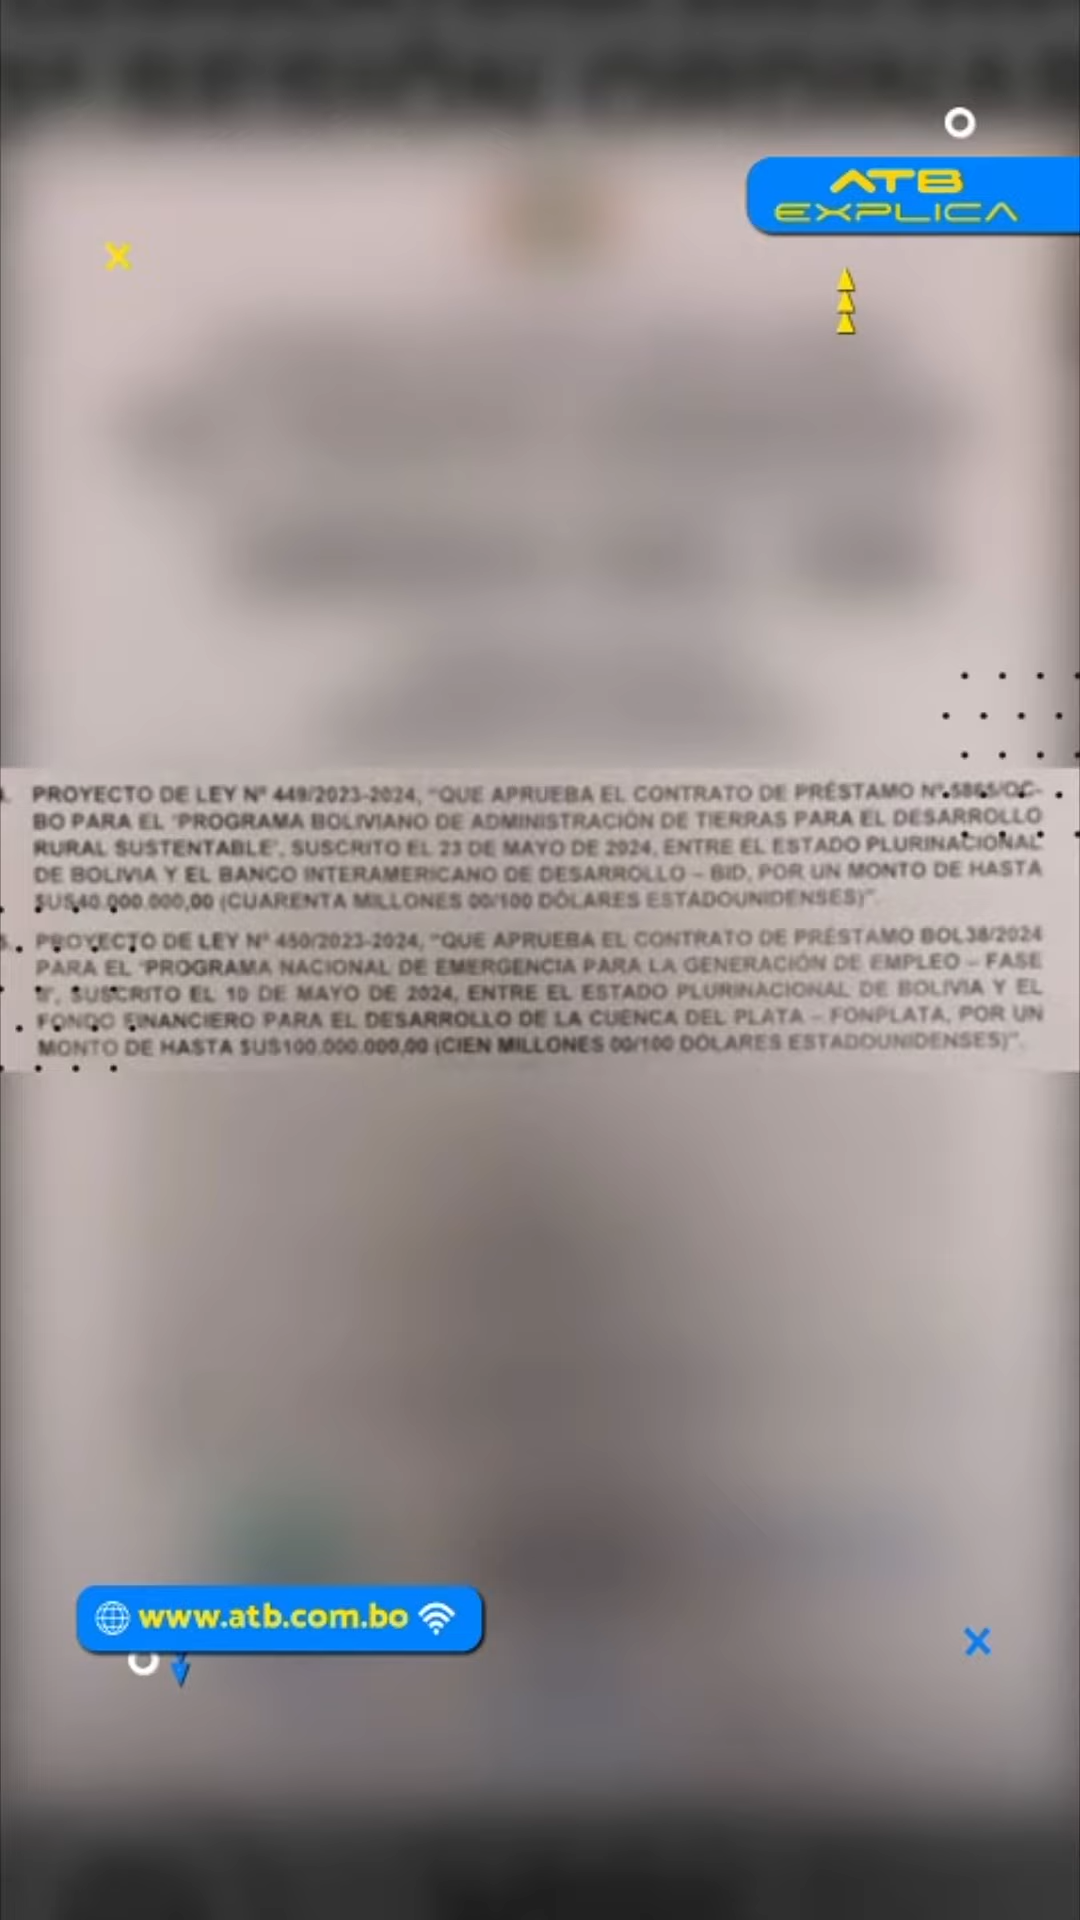 ATB
EXPLICA
PROYECTO DE LEY Nº 449/2023-2024, "QUE APRUEBA EL CONTRATO DE PRÉSTAMO Nº 5865/OC-
BO PARA EL "PROGRAMA BOLIVIANO DE ADMINISTRACIÓN DE TIERRAS PARA EL DESARROLLO
RURAL SUSTENTABLE", SUSCRITO EL 23 DE MAYO DE 2024, ENTRE EL ESTADO PLURINACIONAL
DE BOLIVIA Y EL BANCO INTERAMERICANO DE DESARROLLO – BID, POR UN MONTO DE HASTA
$US40.000.000,00 (CUARENTA MILLONES 00/100 DÓLARES ESTADOUNIDENSES)".
PROYECTO DE LEY Nº 450/2023-2024, "QUE APRUEBA EL CONTRATO DE PRÉSTAMO BOL38/2024
PARA EL "PROGRAMA NACIONAL DE EMERGENCIA PARA LA GENERACIÓN DE EMPLEO – FASE
SUSCRITO EL 10 DE MAYO DE 2024, ENTRE EL ESTADO PLURINACIONAL DE BOLIVIA Y EL
FONDO FINANCIERO PARA EL DESARROLLO DE LA CUENCA DEL PLATA – FONPLATA, POR UN
MONTO DE HASTA $US100.000.000,00 (CIEN MILLONES 00/100 DÓLARES ESTADOUNIDENSES)".
www.atb.com.bo